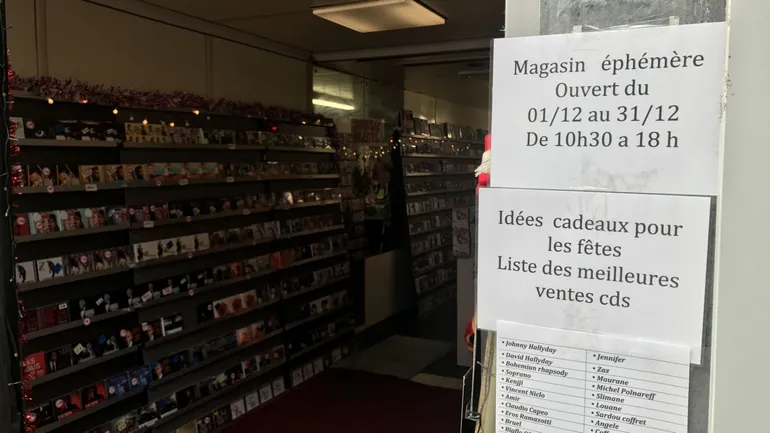 Magasin éphémère
Ouvert du
01/12 au 31/12
De 10h30 a 18 h
Idées cadeaux pour
les fêtes
Liste des meilleures
ventes cds
Johnny Hallyday
David Hallyday
Bohemian rhapsody
Soprano
Kenji
Vincent Niclo
Amir
Claudio Capeo
Eros Ramazotti
Bruel
• Jennifer
• Zaz
• Maurane
• Michel Polnareff
• Slimane
• Louane
• Sardou coffret
• Angele